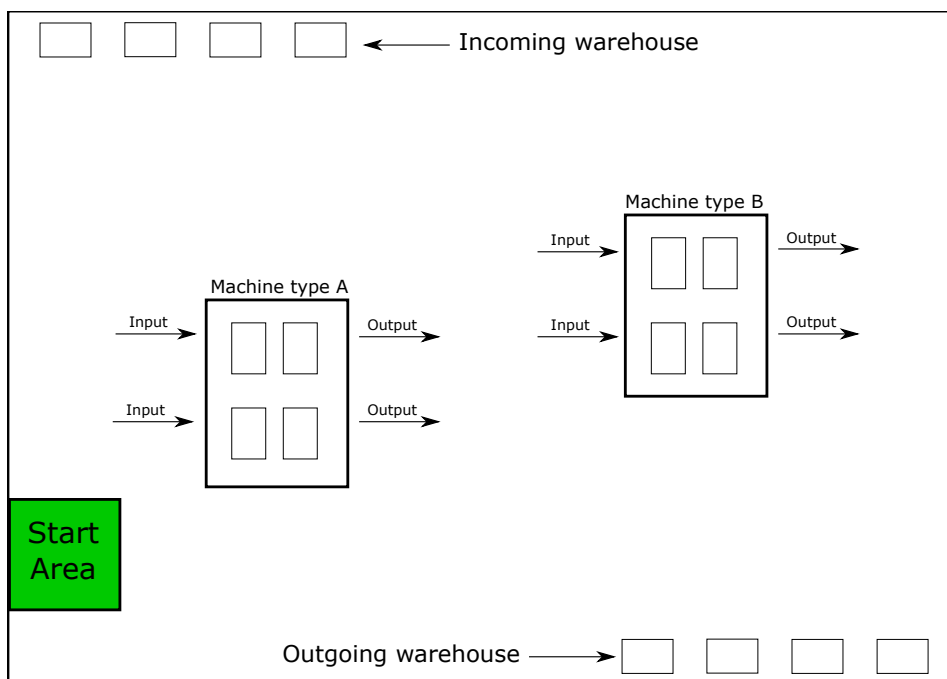 Incoming warehouse
Machine type B
Input
Output
Machine type A
Input
Output
Input
Output
Input
Output
Start
Area
Outgoing warehouse